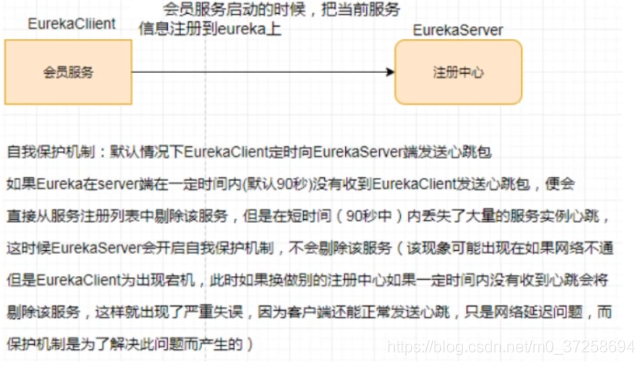 会员服务启动的时候，把当前服务
信息注册到eureka上
EurekaCliient
EurekaServer
会员服务
注册中心
自我保护机制：默认情况下EurekaClient定时向EurekaServer端发送心跳包
如果Eureka在server端在一定时间内(默认90秒)没有收到EurekaClient发送心跳包，便会
直接从服务注册列表中剔除该服务，但是在短时间（90秒中）内丢失了大量的服务实例心跳，
这时候EurekaServer会开启自我保护机制，不会剔除该服务（该现象可能出现在如果网络不通
但是EurekaClient为出现宕机，此时如果换做别的注册中心如果一定时间内没有收到心跳会将
剔除该服务，这样就出现了严重失误，因为客户端还能正常发送心跳，只是网络延迟问题，而
保护机制是为了解决此问题而产生的）
https://blog.csdn.net/m0_37258694